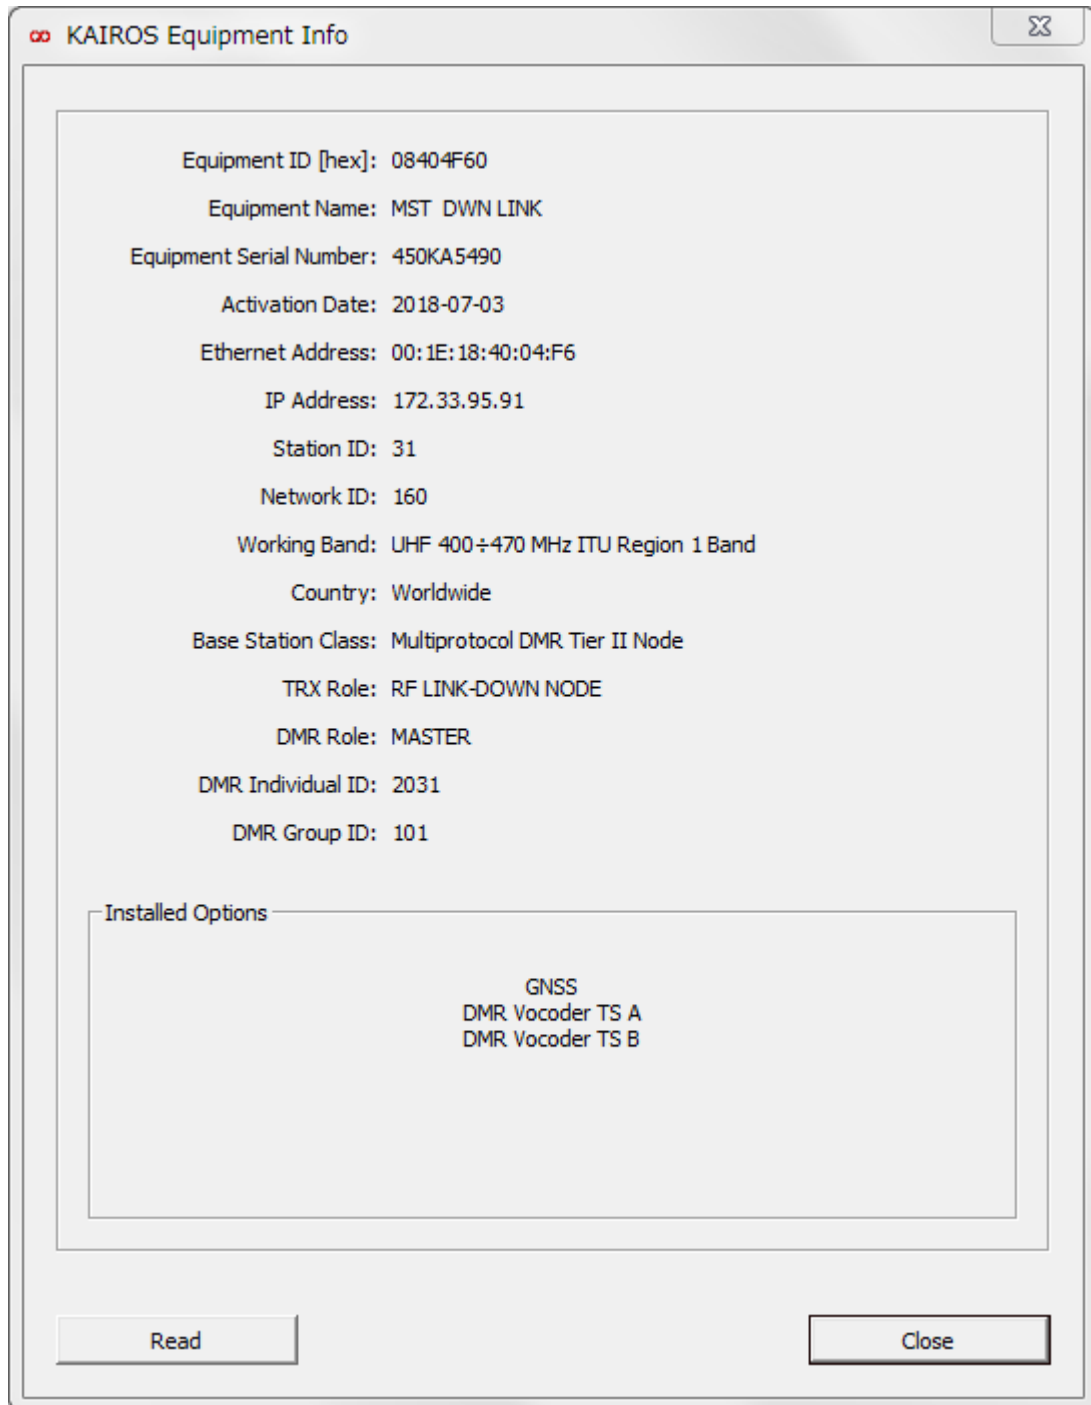 KAIROS Equipment Info
Equipment ID [hex]: 08404F60
Equipment Name: MST DWN LINK
Equipment Serial Number: 450KA5490
Activation Date: 2018-07-03
Ethernet Address: 00:1E:18:40:04:F6
IP Address: 172.33.95.91
Station ID: 31
Network ID: 160
Working Band: UHF 400÷470 MHz ITU Region 1 Band
Country: Worldwide
Base Station Class: Multiprotocol DMR Tier II Node
TRX Role: RF LINK-DOWN NODE
DMR Role: MASTER
DMR Individual ID: 2031
DMR Group ID: 101
Installed Options
GNSS
DMR Vocoder TS A
DMR Vocoder TS B
Read
Close